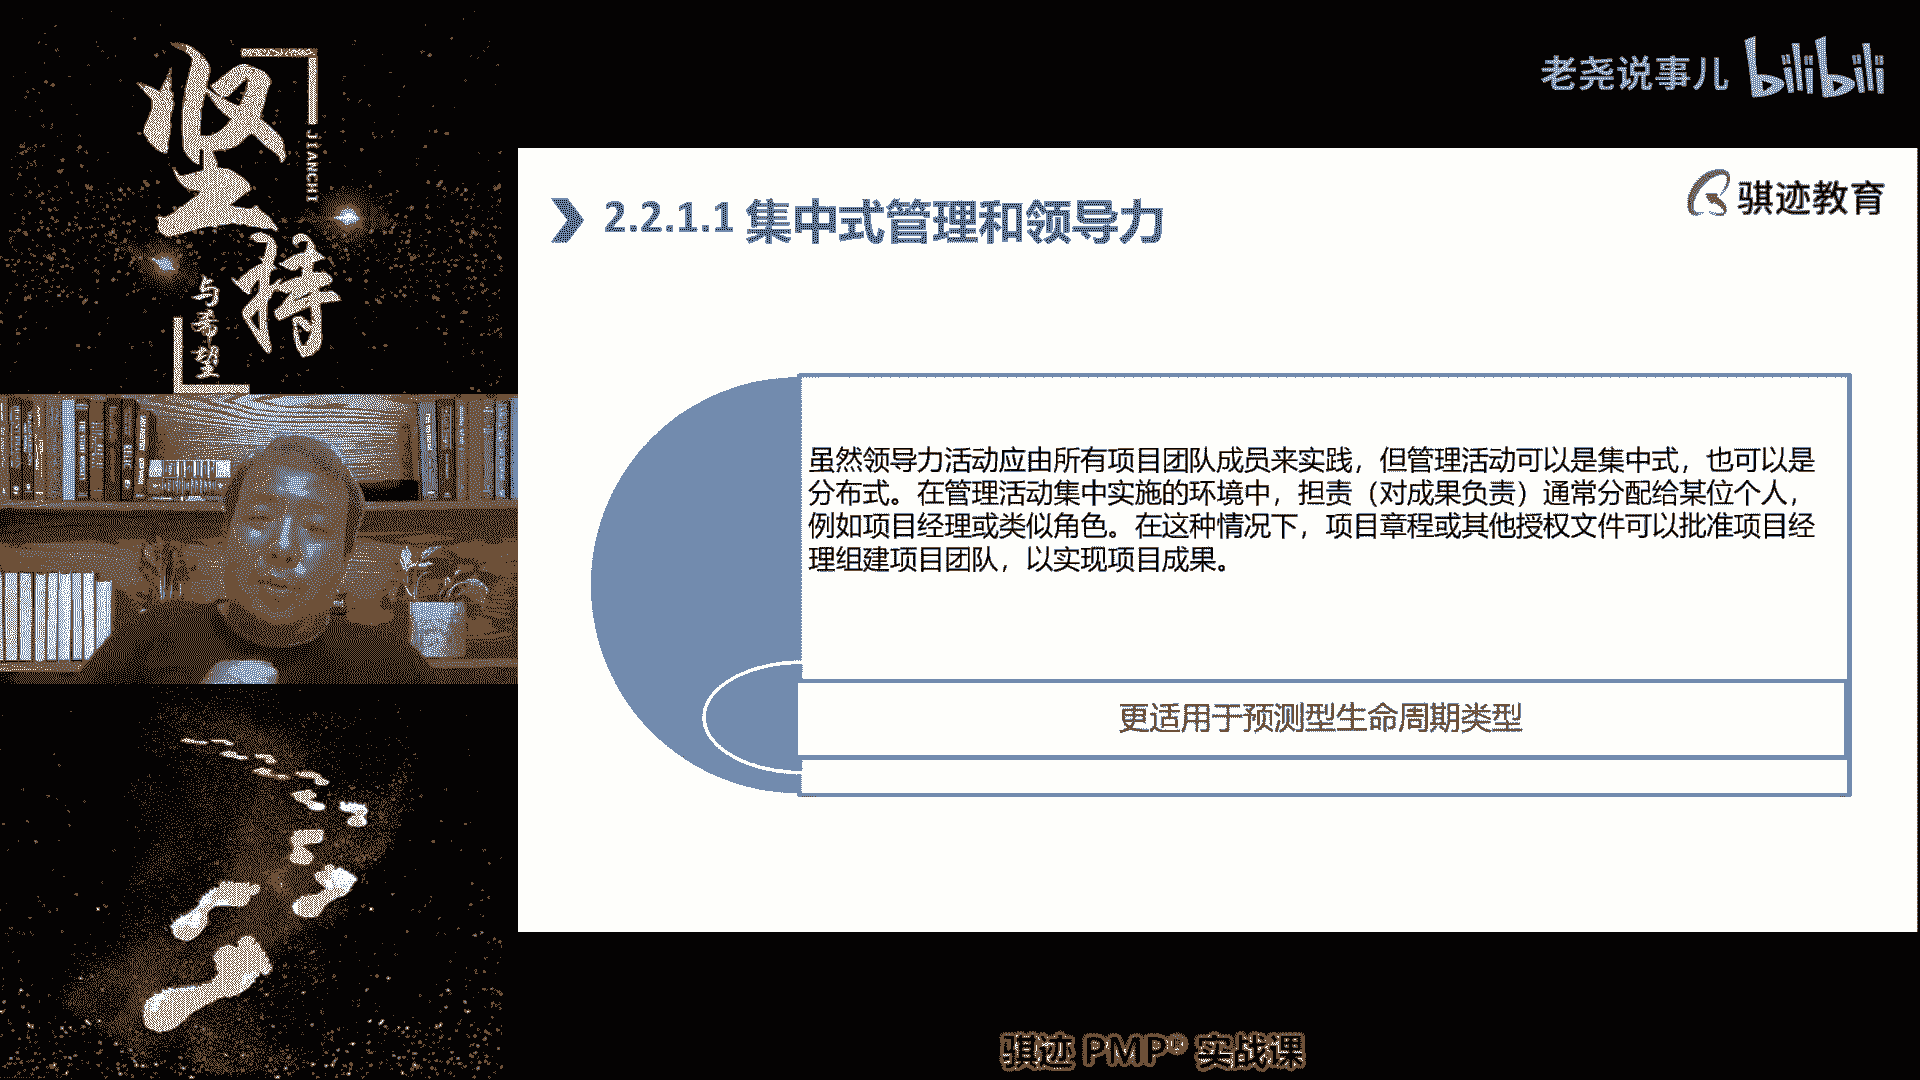 坚持
JIANCHI
与希望
老尧说事儿 bilibili
骐迹教育
2.2.1.1 集中式管理和领导力
虽然领导力活动应由所有项目团队成员来实践，但管理活动可以是集中式，也可以是
分布式。在管理活动集中实施的环境中，担责（对成果负责）通常分配给某位个人，
例如项目经理或类似角色。在这种情况下，项目章程或其他授权文件可以批准项目经
理组建项目团队，以实现项目成果。
更适用于预测型生命周期类型
骐迹 PMP® 实战课